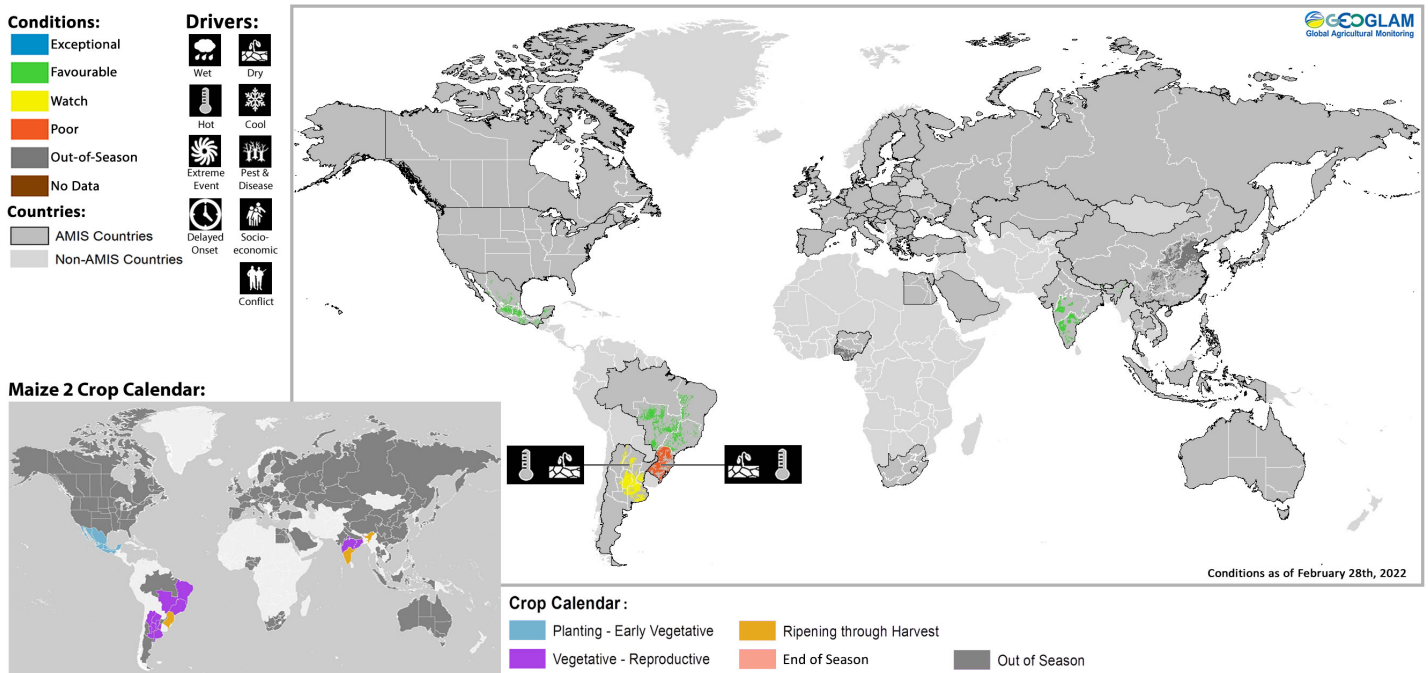 Conditions:
Exceptional
Favourable
Watch
Poor
Out-of-Season
No Data
Countries:
AMIS Countries
Non-AMIS Countries
Drivers:
Wet
Dry
Hot
Cool
Extreme
Event
Pest &
Disease
Delayed
Onset
Socio-
economic
Conflict
GEOGLAM
Global Agricultural Monitoring
Maize 2 Crop Calendar:
Conditions as of February 28th, 2022
Crop Calendar :
Planting - Early Vegetative
Ripening through Harvest
Vegetative - Reproductive
End of Season
Out of Season